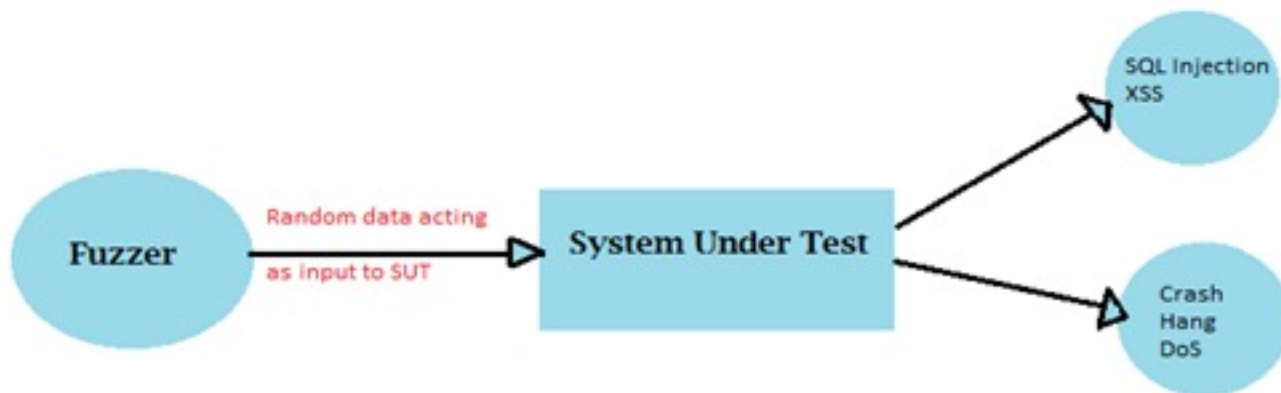 Fuzzer
Random data acting
as input to SUT
System Under Test
SQL Injection
XSS
Crash
Hang
DoS